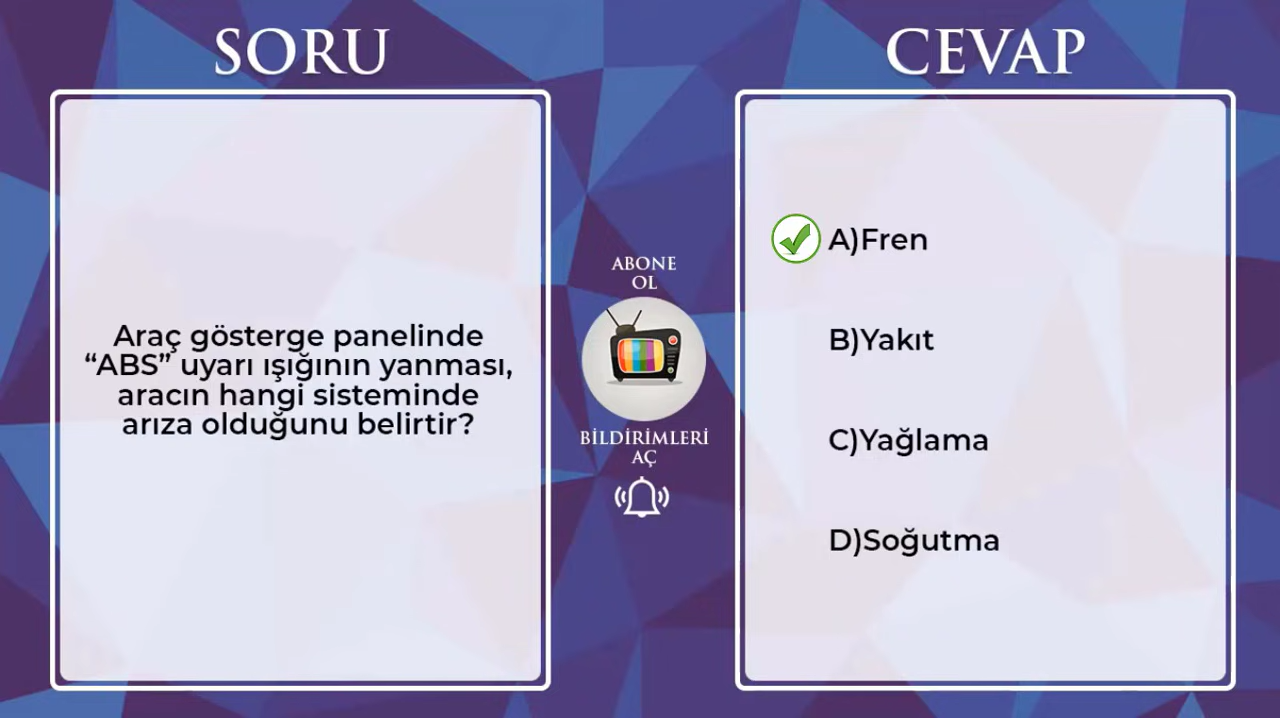 SORU
Araç gösterge panelinde
“ABS” uyarı ışığının yanması,
aracın hangi sisteminde
arıza olduğunu belirtir?
ABONE
OL
BİLDİRİMLERİ
AÇ
CEVAP
A)Fren
B)Yakıt
C)Yağlama
D)Soğutma